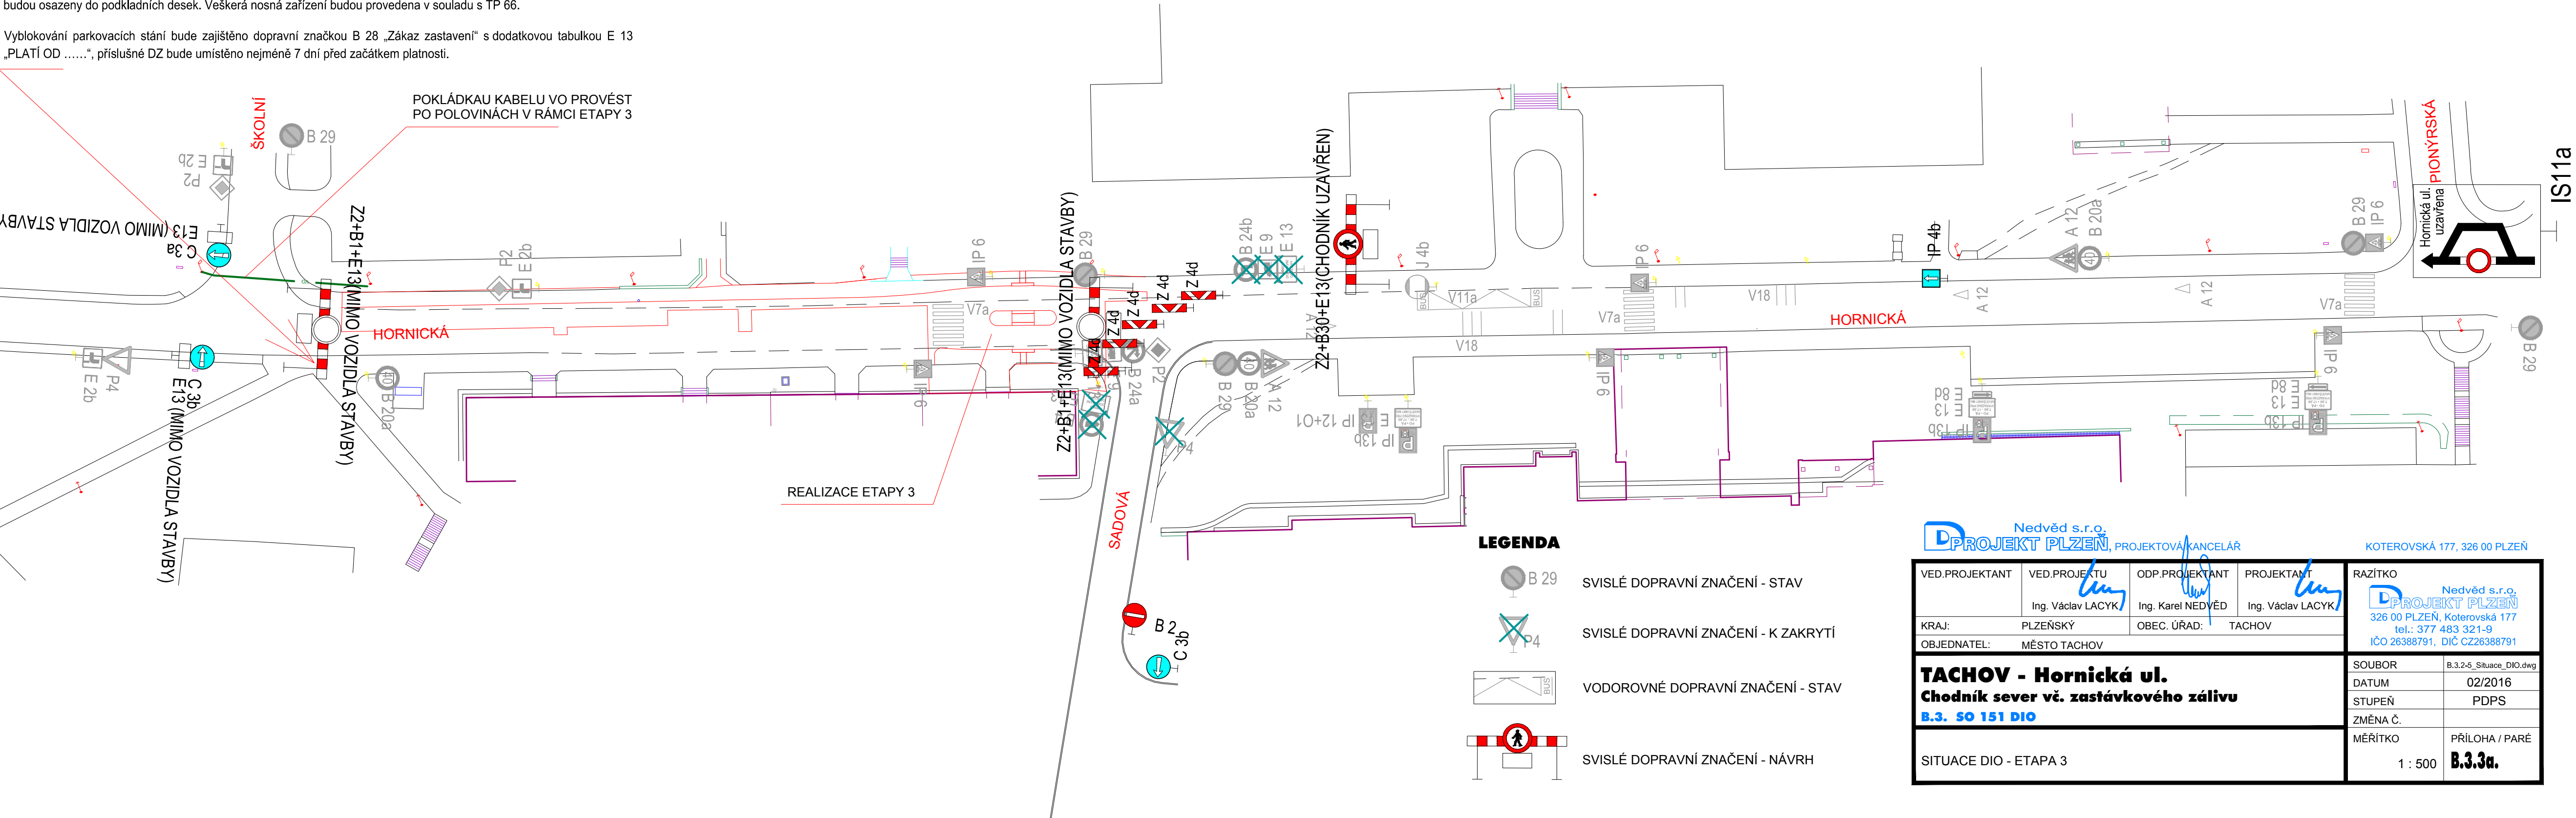 budou osazeny do podkladních desek. Veškerá nosná zařízení budou provedena v souladu s TP 66.
Vyblokování parkovacích stání bude zajištěno dopravní značkou B 28 „Zákaz zastavení“ s dodatkovou tabulkou E 13
„PLATÍ OD ……“, příslušné DZ bude umístěno nejméně 7 dní před začátkem platnosti.
POKLÁDKAU KABELU VO PROVÉST
PO POLOVINÁCH V RÁMCI ETAPY 3
ŠKOLNÍ
B 29
E 2b
P2
E13 (MIMO VOZIDLA STAVBY
C 3a
Z2+B1+E13(MIMO VOZIDLA STAVBY)
P2
E 2b
HORNICKÁ
E 2b
P4
C 3b
E13 (MIMO VOZIDLA STAVBY)
40
B 20a
IP 6
V7a
IP 6
REALIZACE ETAPY 3
Z2+B1+E13(MIMO VOZIDLA STAVBY)
B 29
Z 4d
Z 4d
Z 4d
Z 4d
Z 4d
B 24a
P2
P4
SADOVÁ
B 2
C 3b
B 24b
E 9
E 13
Z2+B30+E13(CHODNÍK UZAVŘEN)
A 12
B 29
40
B 20a
A 12
J 4b
BUS
V11a
BUS
V18
IP 12+O1
E
IP 13b
IP 6
V7a
IP 6
V18
IP 4b
A 12
HORNICKÁ
A 12
B 20a
40
A 12
E 8d
E 13
IP 13b
E 8d
E 13
IP 13b
V7a
IP 6
B 29
IP 6
PIONÝRSKÁ
Hornická ul.
uzavřena
IS11a
B 29
LEGENDA
B 29
SVISLÉ DOPRAVNÍ ZNAČENÍ - STAV
P4
SVISLÉ DOPRAVNÍ ZNAČENÍ - K ZAKRYTÍ
BUS
VODOROVNÉ DOPRAVNÍ ZNAČENÍ - STAV
SVISLÉ DOPRAVNÍ ZNAČENÍ - NÁVRH
Nedvěd s.r.o.
DPROJEKT PLZEŇ, PROJEKTOVÁ KANCELÁŘ
KOTEROVSKÁ 177, 326 00 PLZEŇ
VED.PROJEKTANT
VED.PROJEKTU
Ing. Václav LACYK
ODP.PROJEKTANT
Ing. Karel NEDVĚD
PROJEKTANT
Ing. Václav LACYK
RAZÍTKO
Nedvěd s.r.o.
DPROJEKT PLZEŇ
326 00 PLZEŇ, Koterovská 177
tel.: 377 483 321-9
IČO 26388791, DIČ CZ26388791
KRAJ: PLZEŇSKÝ
OBEC. ÚŘAD: TACHOV
OBJEDNATEL: MĚSTO TACHOV
TACHOV - Hornická ul.
Chodník sever vč. zastávkového zálivu
B.3. SO 151 DIO
SITUACE DIO - ETAPA 3
SOUBOR B.3.2-5_Situace_DIO.dwg
DATUM 02/2016
STUPEŇ PDPS
ZMĚNA Č.
MĚŘÍTKO 1 : 500
PŘÍLOHA / PARÉ
B.3.3a.